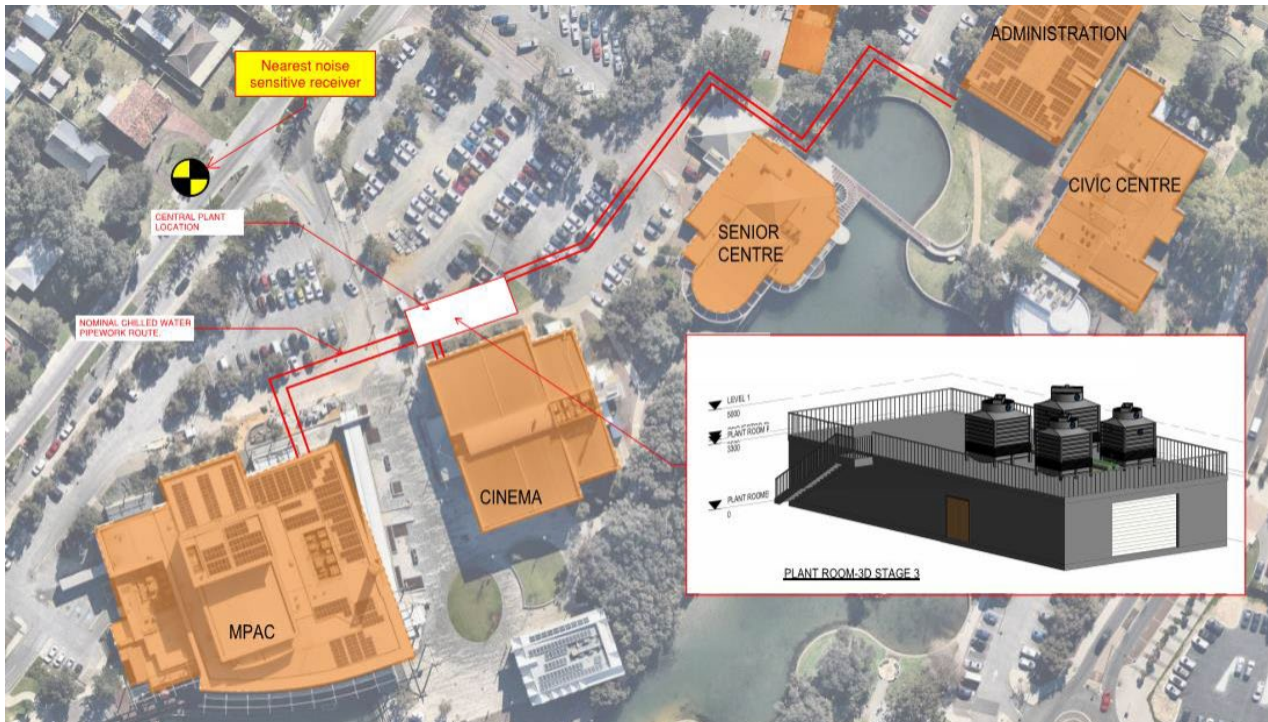 Nearest noise
sensitive receiver
ADMINISTRATION
CIVIC CENTRE
CENTRAL PLANT
LOCATION
SENIOR
CENTRE
NOMINAL CHILLED WATER
PIPEWORK ROUTE.
CINEMA
MPAC
LEVEL 1
5000
PLANT ROOM
3300
PLANT ROOM
0
PLANT ROOM-3D STAGE 3